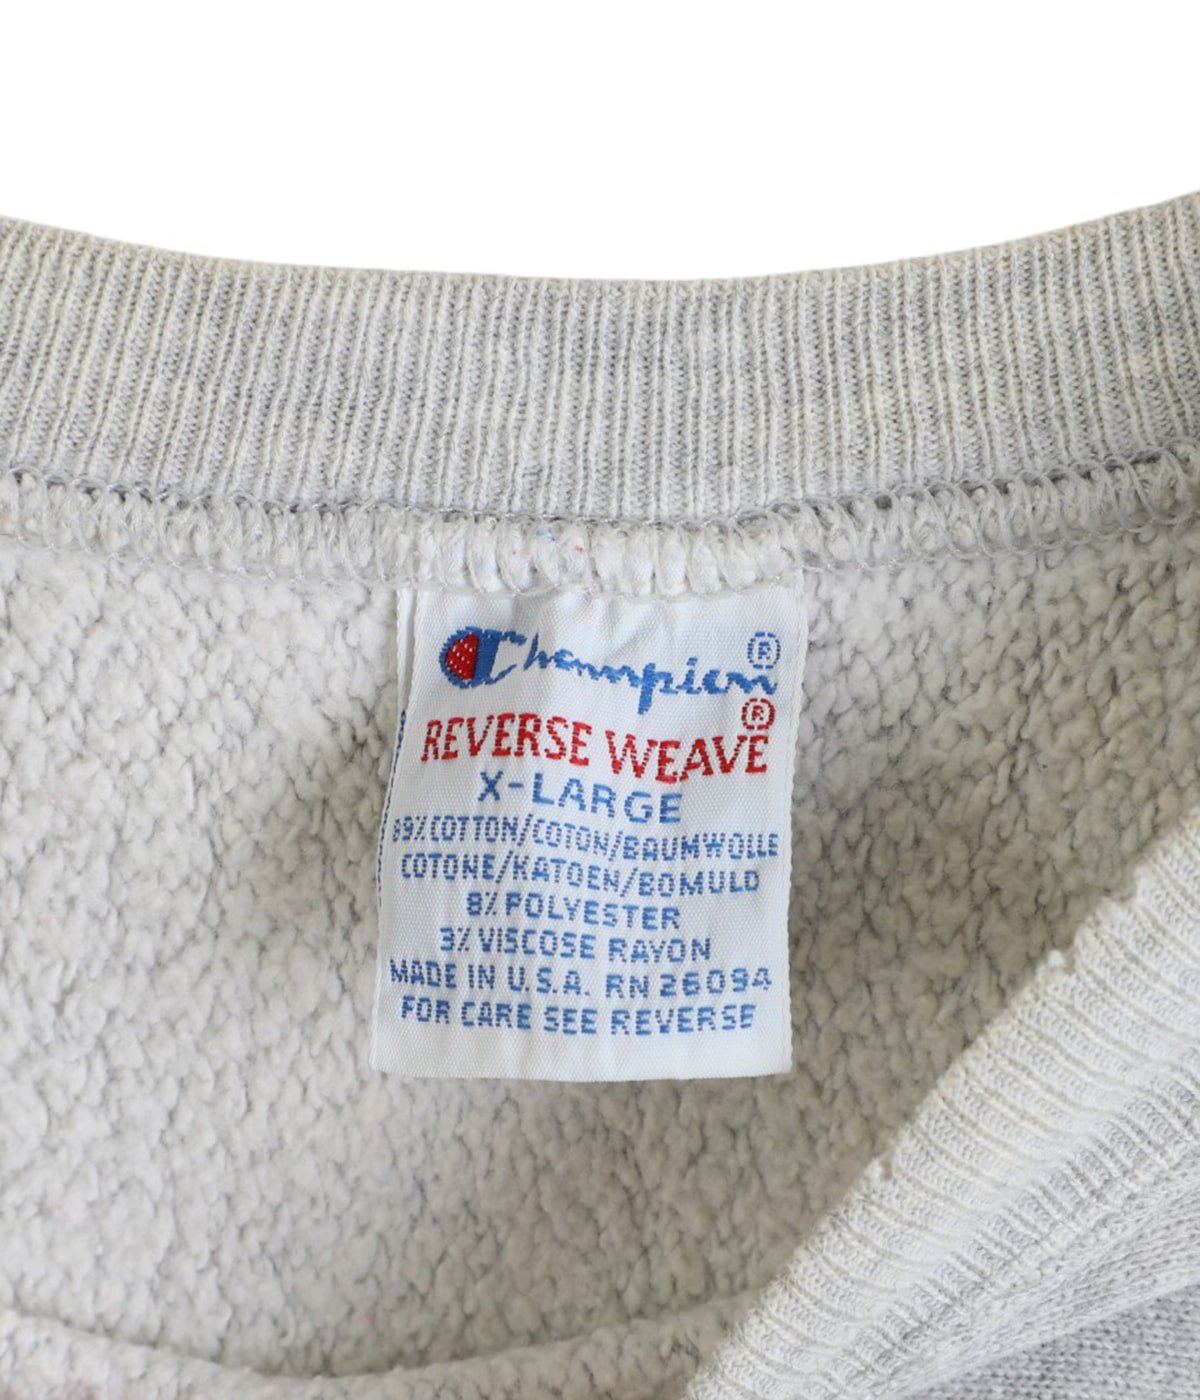 Champion®
REVERSE WEAVE®
X-LARGE
89% COTTON/COTON/BAUMWOLLE
COTONE/KATOEN/BOMULD
8% POLYESTER
3% VISCOSE RAYON
MADE IN U.S.A. RN 26094
FOR CARE SEE REVERSE